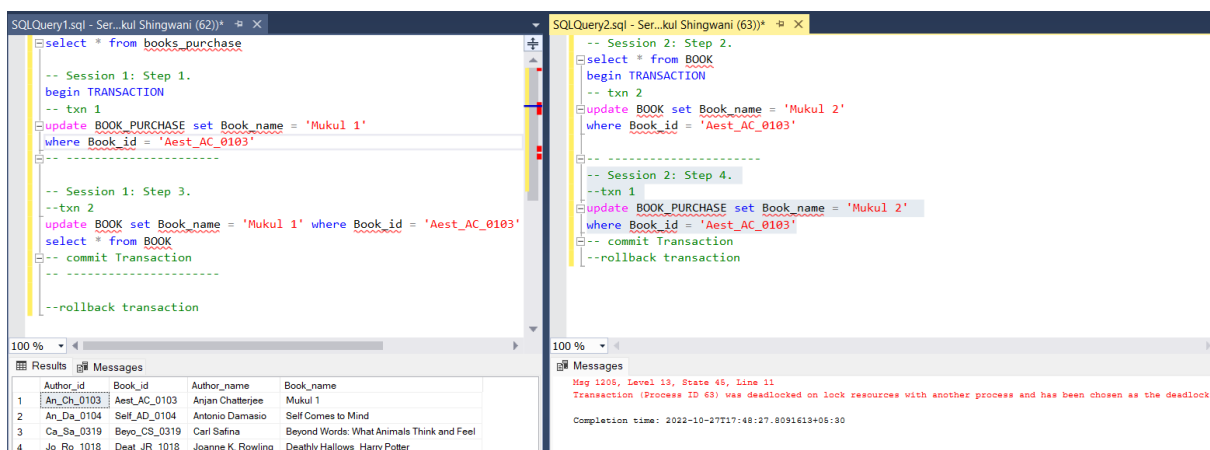 SQLQuery1.sql - Ser...kul Shingwani (62))*
select * from books_purchase
-- Session 1: Step 1.
begin TRANSACTION
-- txn 1
update BOOK_PURCHASE set Book_name = 'Mukul 1'
where Book_id = 'Aest_AC_0103'
-- ----------------------
-- Session 1: Step 3.
--txn 2
update BOOK set Book_name = 'Mukul 1' where Book_id = 'Aest_AC_0103'
select * from BOOK
-- commit Transaction
-- ----------------------
--rollback transaction
100 %
Results Messages
Author_id Book_id Author_name Book_name
1 An_Ch_0103 Aest_AC_0103 Anjan Chatterjee Mukul 1
2 An_Da_0104 Self_AD_0104 Antonio Damasio Self Comes to Mind
3 Ca_Sa_0319 Beyo_CS_0319 Carl Safina Beyond Words: What Animals Think and Feel
4 Jo_Ro_1018 Deat_JR_1018 Joanne K. Rowling Deathly Hallows_Harry Potter
SQLQuery2.sql - Ser...kul Shingwani (63))*
-- Session 2: Step 2.
select * from BOOK
begin TRANSACTION
-- txn 2
update BOOK set Book_name = 'Mukul 2'
where Book_id = 'Aest_AC_0103'
-- ----------------------
-- Session 2: Step 4.
--txn 1
update BOOK_PURCHASE set Book_name = 'Mukul 2'
where Book_id = 'Aest_AC_0103'
-- commit Transaction
--rollback transaction
100 %
Messages
Msg 1205, Level 13, State 45, Line 11
Transaction (Process ID 63) was deadlocked on lock resources with another process and has been chosen as the deadlock
Completion time: 2022-10-27T17:48:27.8091613+05:30